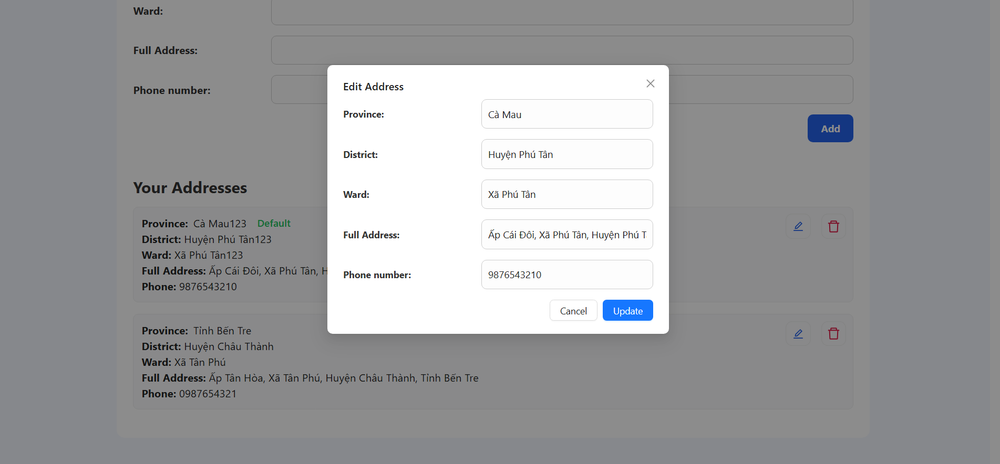 Ward:
Full Address:
Phone number:
Add
Edit Address
Province: Cà Mau
District: Huyện Phú Tân
Ward: Xã Phú Tân
Full Address: Ấp Cái Đôi, Xã Phú Tân, Huyện Phú T
Phone number: 9876543210
Cancel Update
Your Addresses
Province: Cà Mau123 Default
District: Huyện Phú Tân123
Ward: Xã Phú Tân123
Full Address: Ấp Cái Đôi, Xã Phú Tân, H
Phone: 9876543210
Province: Tỉnh Bến Tre
District: Huyện Châu Thành
Ward: Xã Tân Phú
Full Address: Ấp Tân Hòa, Xã Tân Phú, Huyện Châu Thành, Tỉnh Bến Tre
Phone: 0987654321